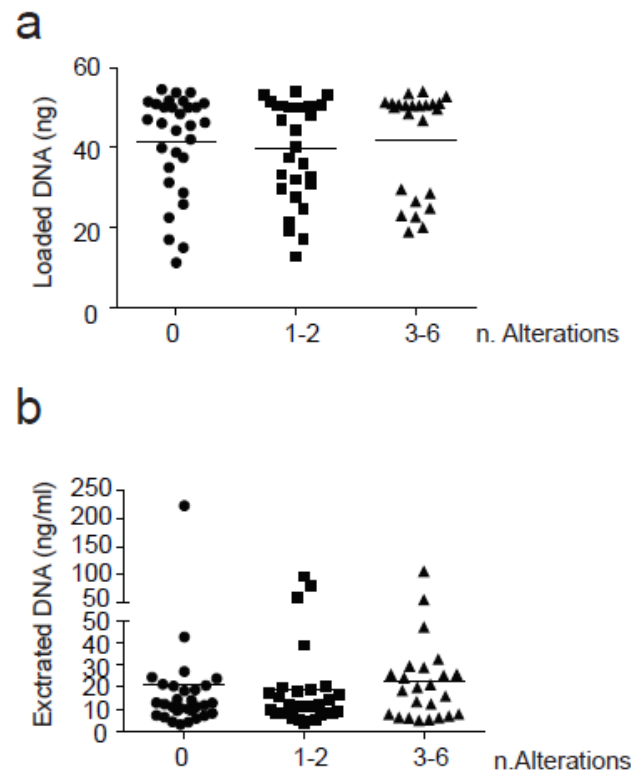 a
Loaded DNA (ng)
60
40
20
0
0 1-2 3-6 n. Alterations
b
Exctrated DNA (ng/ml)
250
200
150
100
50
50
40
30
20
10
0
0 1-2 3-6 n.Alterations